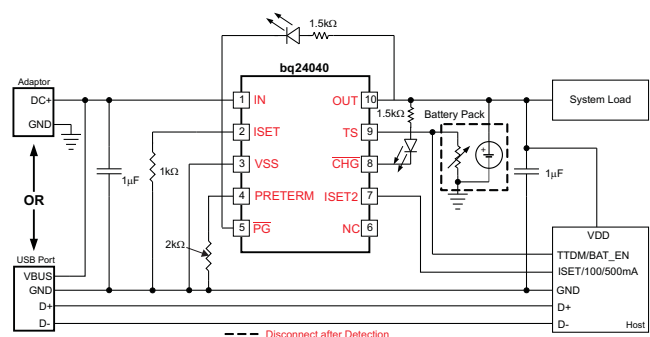 1.5kΩ
bq24040
Adaptor
DC+
GND
1 IN
OUT 10
System Load
1.5kΩ
Battery Pack
2 ISET
TS 9
+
3 VSS
CHG 8
1μF
1kΩ
1μF
OR
4 PRETERM
ISET2 7
5 PG
NC 6
2kΩ
VDD
USB Port
TTDM/BAT_EN
VBUS
ISET/100/500mA
GND
GND
D+
D+
D-
D-
Host
Disconnect after Detection